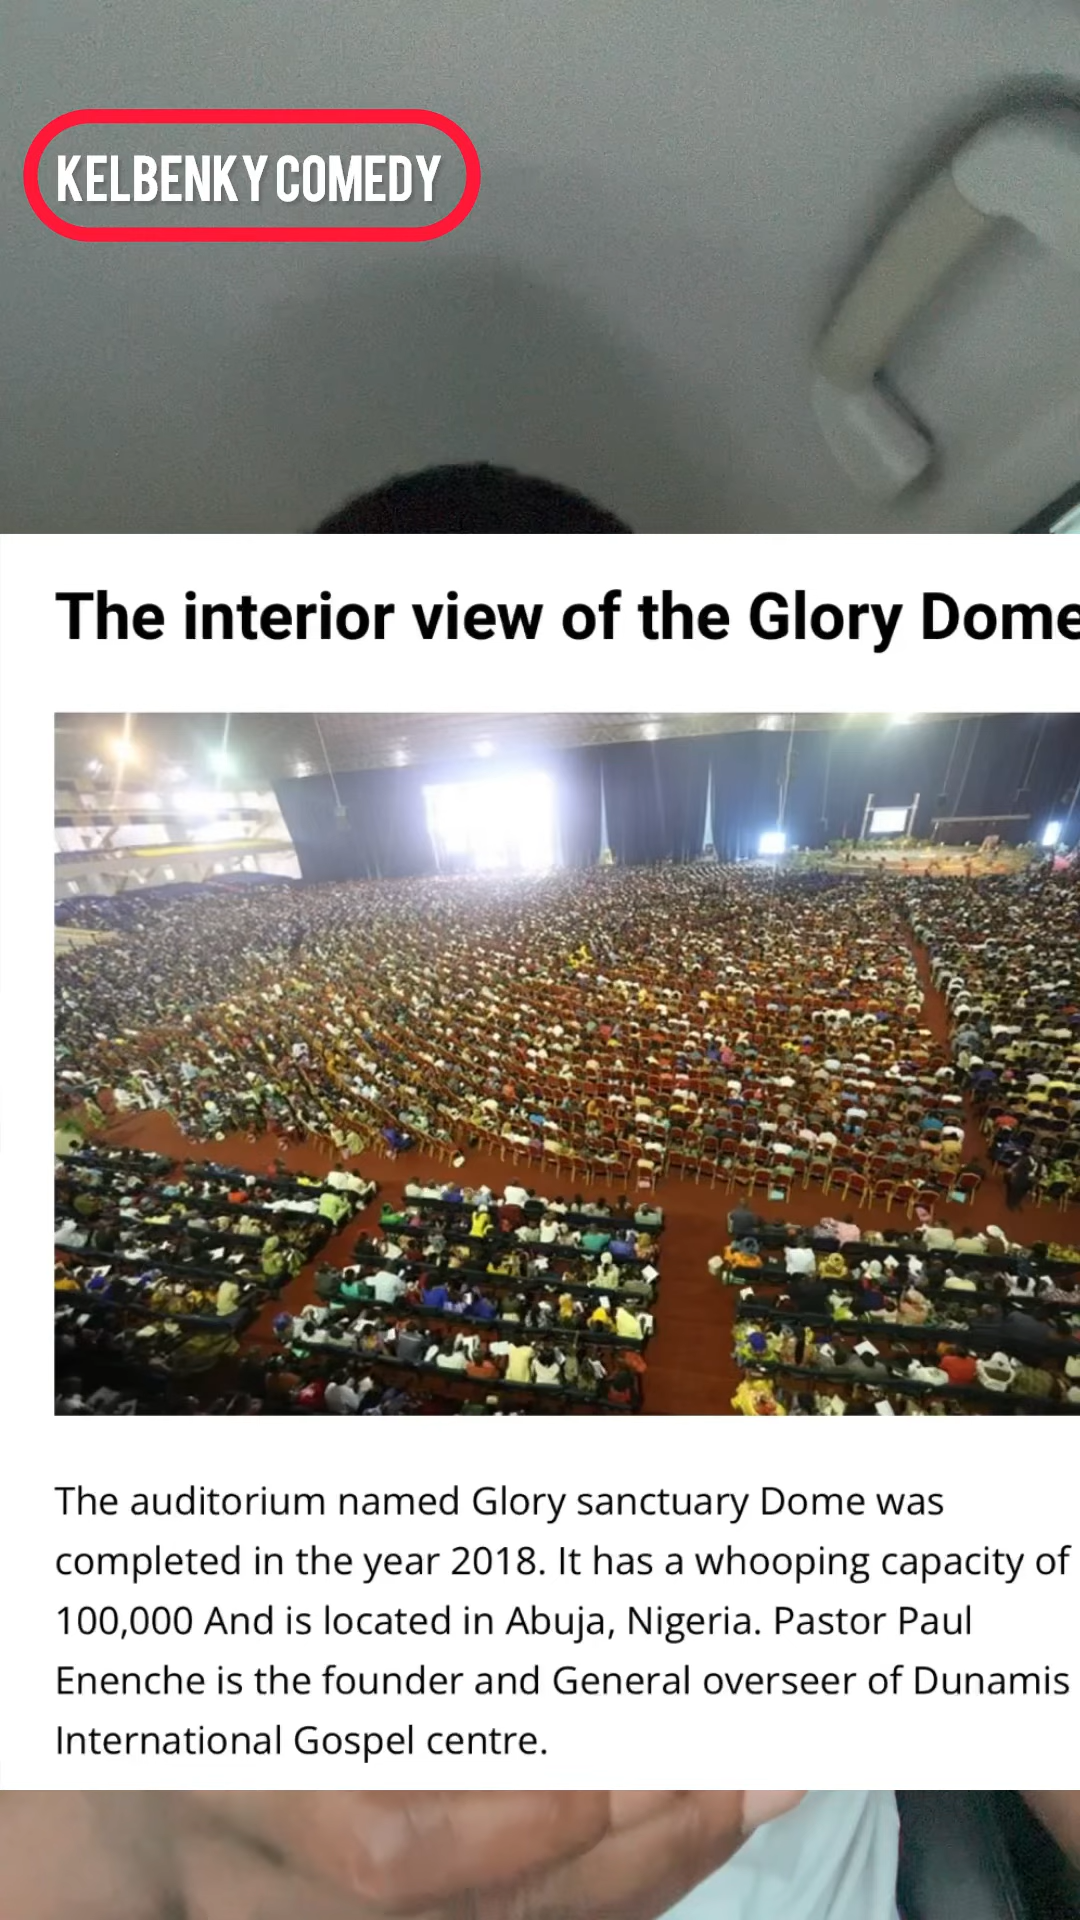 KELBENKY COMEDY
The interior view of the Glory Dome
The auditorium named Glory sanctuary Dome was
completed in the year 2018. It has a whooping capacity of
100,000 And is located in Abuja, Nigeria. Pastor Paul
Enenche is the founder and General overseer of Dunamis
International Gospel centre.